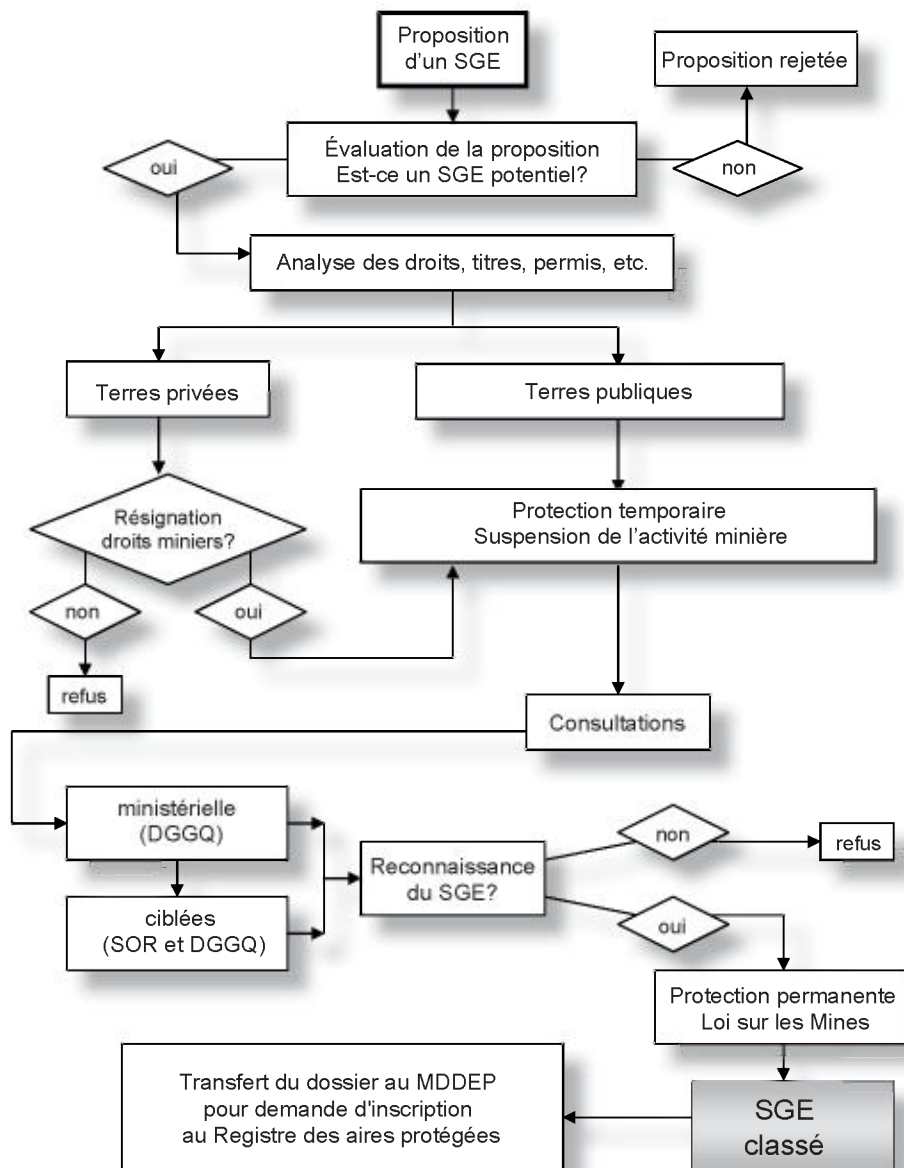 Proposition
d'un SGE
Proposition rejetée
Évaluation de la proposition
Est-ce un SGE potentiel?
oui
non
Analyse des droits, titres, permis, etc.
Terres privées
Terres publiques
Résignation
droits miniers?
Protection temporaire
Suspension de l'activité minière
non
oui
refus
Consultations
ministérielle
(DGGQ)
ciblées
(SOR et DGGQ)
Reconnaissance
du SGE?
non
refus
oui
Protection permanente
Loi sur les Mines
Transfert du dossier au MDDEP
pour demande d'inscription
au Registre des aires protégées
SGE
classé